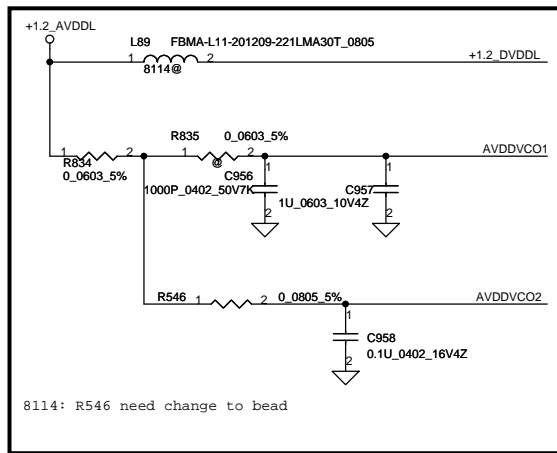 +1.2_AVDDL
L89 FBMA-L11-201209-221LMA30T_0805
1 2 +1.2_DVDDL
8114@
R835 0_0603_5% AVDDVCO1
1 2 1 2
R834 @
0_0603_5% C956 1 C957 1
1000P_0402_50V7K 1U_0603_10V4Z
2 2
R546 1 2 0_0805_5% AVDDVCO2
1
C958
2 0.1U_0402_16V4Z
8114: R546 need change to bead